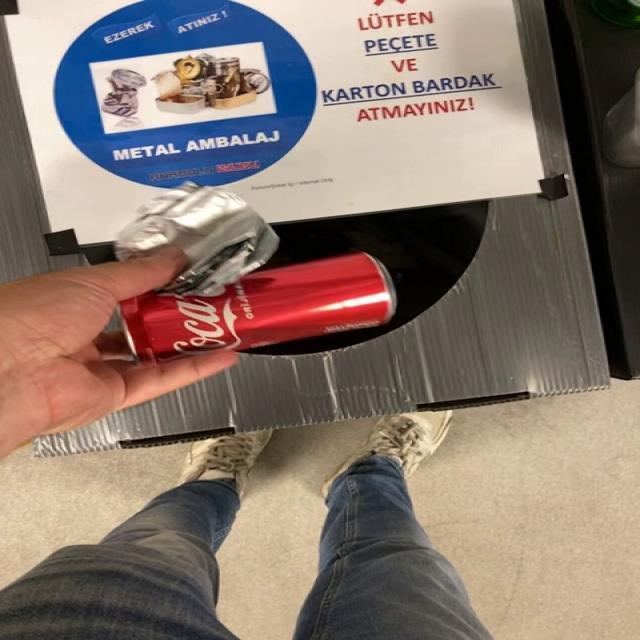 EZEREK ATINIZ!
METAL AMBALAJ
LÜTFEN
PEÇETE
VE
KARTON BARDAK
ATMAYINIZ!
Coca